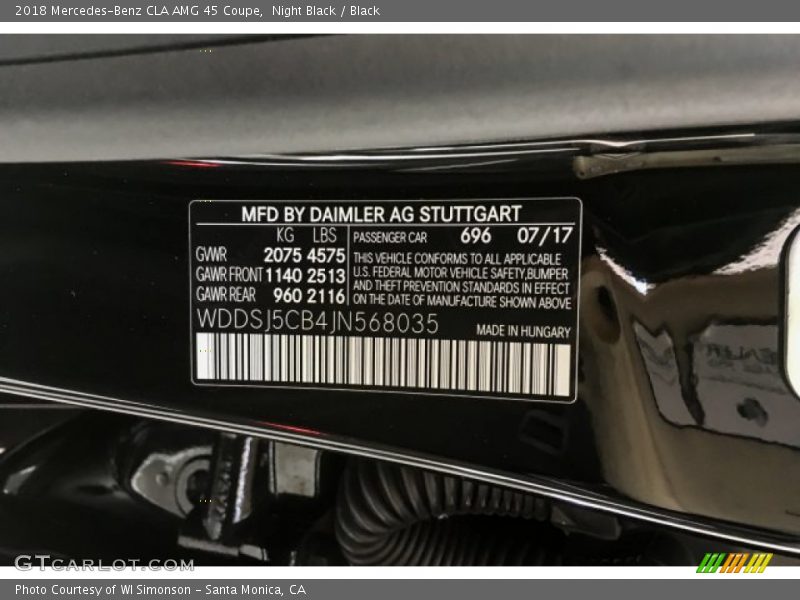 2018 Mercedes-Benz CLA AMG 45 Coupe, Night Black / Black
MFD BY DAIMLER AG STUTTGART
KG LBS
GWR 2075 4575
GAWR FRONT 1140 2513
GAWR REAR 960 2116
PASSENGER CAR 696 07/17
THIS VEHICLE CONFORMS TO ALL APPLICABLE
U.S. FEDERAL MOTOR VEHICLE SAFETY, BUMPER
AND THEFT PREVENTION STANDARDS IN EFFECT
ON THE DATE OF MANUFACTURE SHOWN ABOVE
WDDSJ5CB4JN568035
MADE IN HUNGARY
GTCARLOT.COM
Photo Courtesy of WI Simonson - Santa Monica, CA